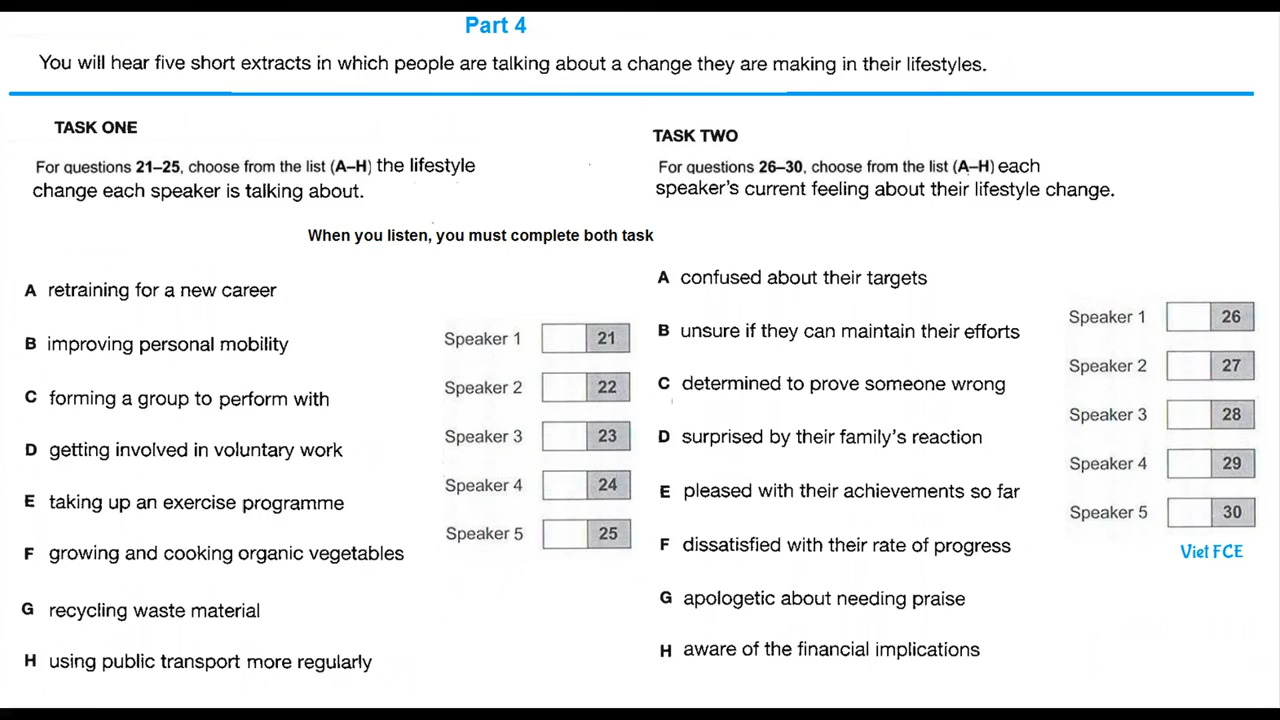 Part 4
You will hear five short extracts in which people are talking about a change they are making in their lifestyles.
TASK ONE
For questions 21–25, choose from the list (A–H) the lifestyle
change each speaker is talking about.
TASK TWO
For questions 26–30, choose from the list (A–H) each
speaker's current feeling about their lifestyle change.
When you listen, you must complete both task
A retraining for a new career
B improving personal mobility
C forming a group to perform with
D getting involved in voluntary work
E taking up an exercise programme
F growing and cooking organic vegetables
G recycling waste material
H using public transport more regularly
Speaker 1 21
Speaker 2 22
Speaker 3 23
Speaker 4 24
Speaker 5 25
A confused about their targets
B unsure if they can maintain their efforts
C determined to prove someone wrong
D surprised by their family's reaction
E pleased with their achievements so far
F dissatisfied with their rate of progress
G apologetic about needing praise
H aware of the financial implications
Speaker 1 26
Speaker 2 27
Speaker 3 28
Speaker 4 29
Speaker 5 30
Viet FCE